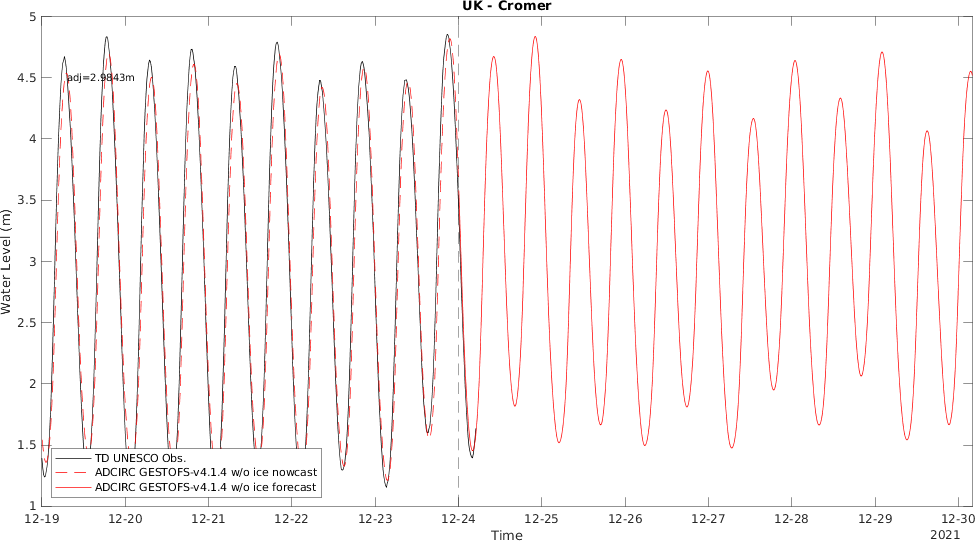 UK - Cromer
5
4.5
4
3.5
3
2.5
2
1.5
1
Water Level (m)
adj=2.9843m
TD UNESCO Obs.
ADCIRC GESTOFS-v4.1.4 w/o ice nowcast
ADCIRC GESTOFS-v4.1.4 w/o ice forecast
12-19 12-20 12-21 12-22 12-23 12-24 12-25 12-26 12-27 12-28 12-29 12-30
Time
2021